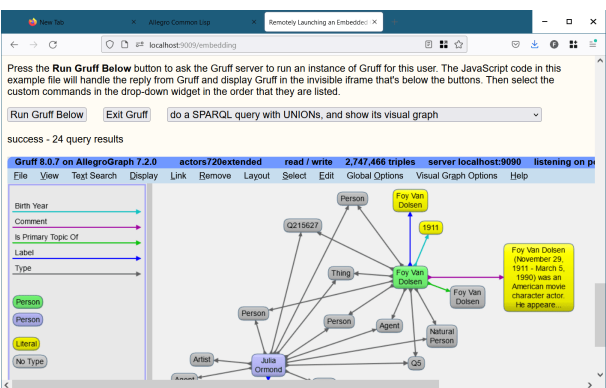 New Tab
Allegro Common Lisp
Remotely Launching an Embedded
localhost:9009/embedding
Press the Run Gruff Below button to ask the Gruff server to run an instance of Gruff for this user. The JavaScript code in this
example file will handle the reply from Gruff and display Gruff in the invisible iframe that's below the buttons. Then select the
custom commands in the drop-down widget in the order that they are listed.
Run Gruff Below Exit Gruff do a SPARQL query with UNIONs, and show its visual graph
success - 24 query results
Gruff 8.0.7 on AllegroGraph 7.2.0 actors720extended read / write 2,747,466 triples server localhost:9090 listening on
File View Text Search Display Link Remove Layout Select Edit Global Options Visual Graph Options Help
Birth Year
Comment
Is Primary Topic Of
Label
Type
Person
Person
Literal
No Type
Person
Foy Van
Dolsen
Q215627
1911
Thing
Foy Van
Dolsen
Foy Van Dolsen
(November 29,
1911 - March 5,
1990) was an
American movie
character actor.
He appeare...
Foy Van
Dolsen
Person
Person
Agent
Natural
Person
Artist
Julia
Ormond
Q5